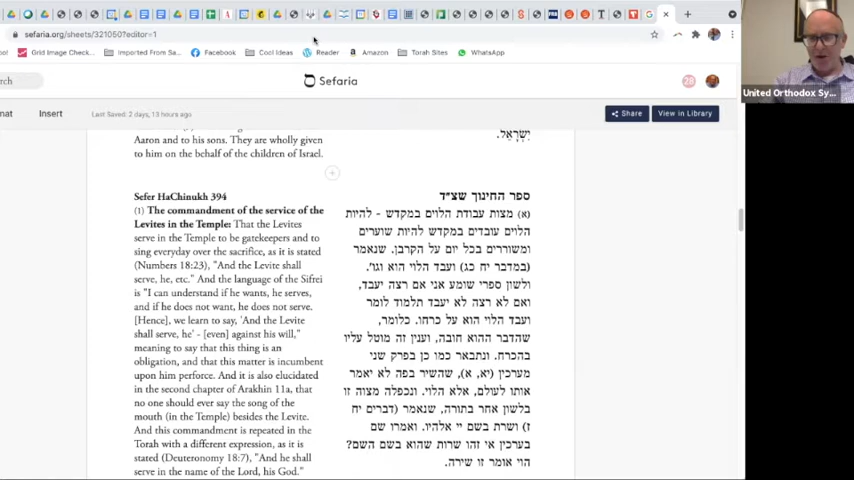 sefaria.org/sheets/321050?editor=1
Grid Image Check...
Imported From Sa...
Facebook
Cool Ideas
Reader
Amazon
Torah Sites
WhatsApp
rch
Sefaria
28
United Orthodox Sy...
mat
Insert
Last Saved: 2 days, 13 hours ago.
Share
View in Library
Aaron and to his sons. They are wholly given
to him on the behalf of the children of Israel.
יִשְׂרָאֵל.
Sefer HaChinukh 394
(1) The commandment of the service of the
Levites in the Temple: That the Levites
serve in the Temple to be gatekeepers and to
sing everyday over the sacrifice, as it is stated
(Numbers 18:23), "And the Levite shall
serve, he, etc." And the language of the Sifrei
is "I can understand if he wants, he serves,
and if he does not want, he does not serve.
[Hence], we learn to say, 'And the Levite
shall serve, he' - [even] against his will,"
meaning to say that this thing is an
obligation, and that this matter is incumbent
upon him perforce. And it is also elucidated
in the second chapter of Arakhin 11a, that
no one should ever say the song of the
mouth (in the Temple) besides the Levite.
And this commandment is repeated in the
Torah with a different expression, as it is
stated (Deuteronomy 18:7), "And he shall
serve in the name of the Lord, his God."
ספר החינוך שצ״ד
(א) מצות עבודת הלוים במקדש - להיות
הלוים עובדים במקדש להיות שוערים
ומשוררים בכל יום על הקרבן. שנאמר
(במדבר יח כג) ועבד הלוי הוא וגו׳.
ולשון ספרי שומע אני אם רצה יעבד,
ואם לא רצה לא יעבד תלמוד לומר
ועבד הלוי הוא על כרחו. כלומר,
שהדבר ההוא חובה, וענין זה מוטל עליו
בהכרח. ונתבאר כמו כן בפרק שני
מערכין (יא, א), שהשיר בפה לא יאמר
אותו לעולם, אלא הלוי. ונכפלה מצוה זו
בלשון אחר בתורה, שנאמר (דברים יח
ז) ושרת בשם יי אלהיו. ואמרו שם
בערכין אי זהו שרות שהוא בשם השם?
הוי אומר זו שירה.